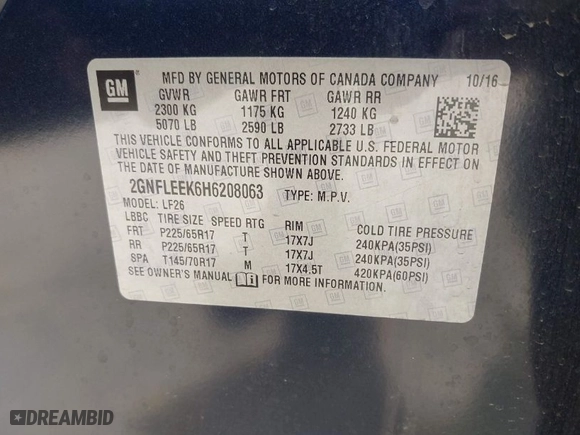 GM
MFD BY GENERAL MOTORS OF CANADA COMPANY 10/16
GVWR GAWR FRT GAWR RR
2300 KG 1175 KG 1240 KG
5070 LB 2590 LB 2733 LB
THIS VEHICLE CONFORMS TO ALL APPLICABLE U.S. FEDERAL MOTOR
VEHICLE SAFETY AND THEFT PREVENTION STANDARDS IN EFFECT ON
THE DATE OF MANUFACTURE SHOWN ABOVE.
2GNFLEEK6H6208063 TYPE: M.P.V.
MODEL: LF26
LBBC TIRE SIZE SPEED RTG RIM COLD TIRE PRESSURE
FRT P225/65R17 T 17X7J 240KPA(35PSI)
RR P225/65R17 T 17X7J 240KPA(35PSI)
SPA T145/70R17 M 17X4.5T 420KPA(60PSI)
SEE OWNER'S MANUAL FOR MORE INFORMATION.
DREAMBID